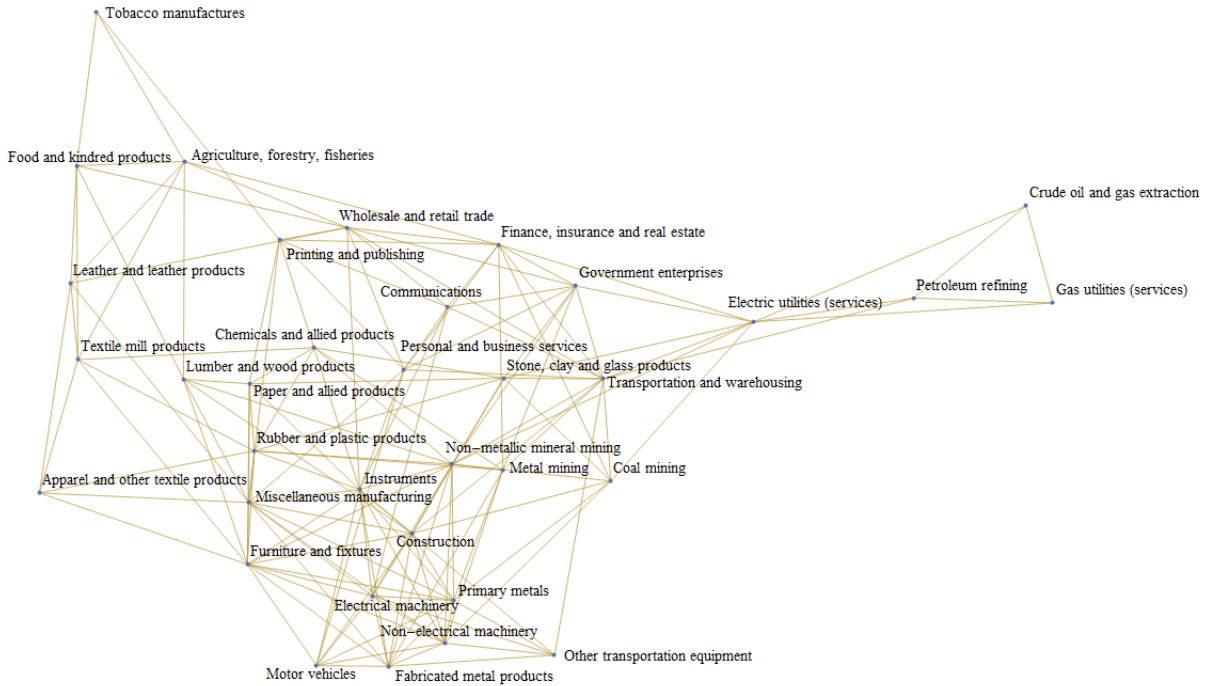 Tobacco manufactures
Food and kindred products
Agriculture, forestry, fisheries
Crude oil and gas extraction
Wholesale and retail trade
Finance, insurance and real estate
Printing and publishing
Leather and leather products
Government enterprises
Communications
Petroleum refining
Gas utilities (services)
Electric utilities (services)
Chemicals and allied products
Textile mill products
Personal and business services
Lumber and wood products
Stone, clay and glass products
Transportation and warehousing
Paper and allied products
Rubber and plastic products
Non-metallic mineral mining
Metal mining
Coal mining
Apparel and other textile products
Instruments
Miscellaneous manufacturing
Construction
Furniture and fixtures
Primary metals
Electrical machinery
Non-electrical machinery
Other transportation equipment
Motor vehicles
Fabricated metal products